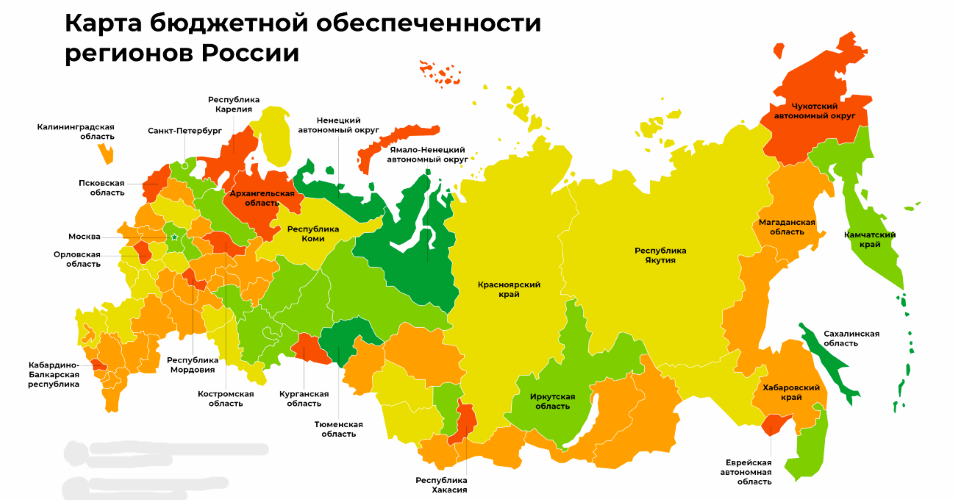 Карта бюджетной обеспеченности
регионов России
Республика
Карелия
Калининградская
область
Санкт-Петербург
Ненецкий
автономный округ
Ямало-Ненецкий
автономный округ
Чукотский
автономный округ
Псковская
область
Архангельская
область
Москва
Республика
Коми
Магаданская
область
Камчатский
край
Орловская
область
Республика
Якутия
Красноярский
край
Сахалинская
область
Кабардино-
Балкарская
республика
Республика
Мордовия
Костромская
область
Курганская
область
Тюменская
область
Иркутская
область
Хабаровский
край
Республика
Хакасия
Еврейская
автономная
область